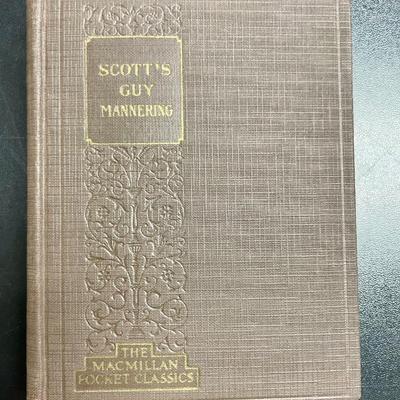 SCOTT'S
GUY
MANNERING
THE
MACMILLAN
POCKET CLASSICS